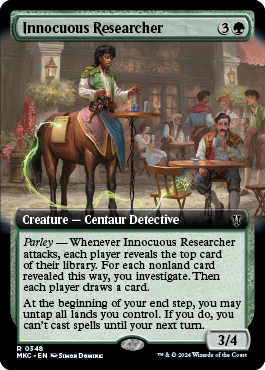 Innocuous Researcher 3
Creature — Centaur Detective
Parley — Whenever Innocuous Researcher
attacks, each player reveals the top card
of their library. For each nonland card
revealed this way, you investigate. Then
each player draws a card.
At the beginning of your end step, you may
untap all lands you control. If you do, you
can't cast spells until your next turn.
3/4
R 0348
MKC • EN Simon Dominic
™ & © 2024 Wizards of the Coast